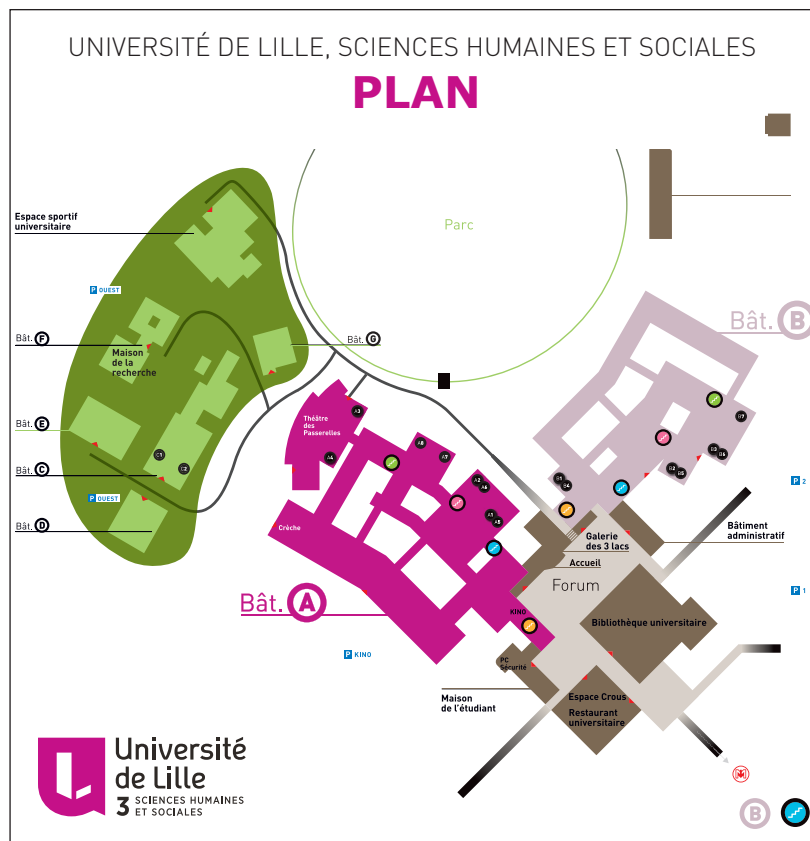 UNIVERSITÉ DE LILLE, SCIENCES HUMAINES ET SOCIALES
PLAN
Parc
Espace sportif
universitaire
P OUEST
Bât. B
Bât. F
Bât. G
Maison
de la
recherche
Bât. E
Théâtre
des
Passerelles
A3
A4
A8
A7
A2
A6
A1
A5
B7
B3
B6
B2
B5
B1
B4
C1
C2
Bât. C
P OUEST
Bât. D
P 2
Crèche
Galerie
des 3 lacs
Bâtiment
administratif
Accueil
Forum
Bât. A
P 1
KINO
Bibliothèque universitaire
P KINO
PC
Sécurité
Maison
de l'étudiant
Espace Crous
Restaurant
universitaire
Université
de Lille
3 SCIENCES HUMAINES
ET SOCIALES
B